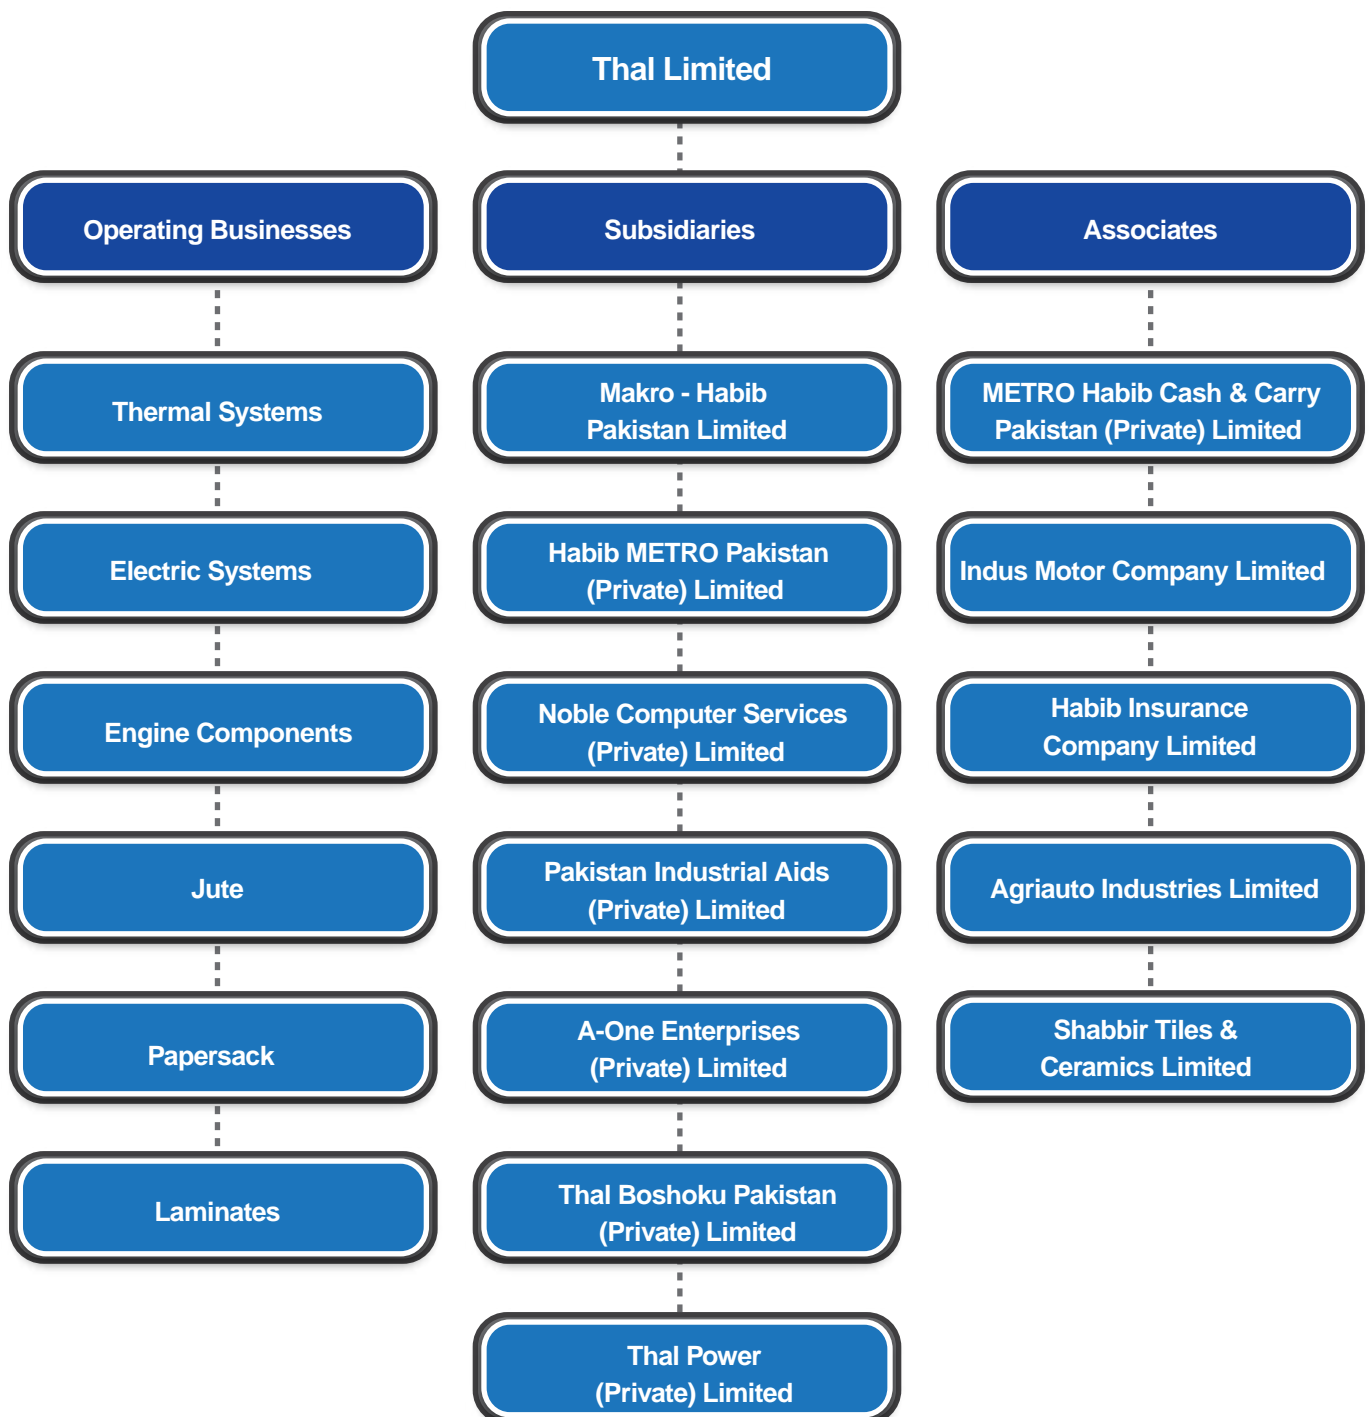 Thal Limited
Operating Businesses
Subsidiaries
Associates
Thermal Systems
Makro - Habib
Pakistan Limited
METRO Habib Cash & Carry
Pakistan (Private) Limited
Electric Systems
Habib METRO Pakistan
(Private) Limited
Indus Motor Company Limited
Engine Components
Noble Computer Services
(Private) Limited
Habib Insurance
Company Limited
Jute
Pakistan Industrial Aids
(Private) Limited
Agriauto Industries Limited
Papersack
A-One Enterprises
(Private) Limited
Shabbir Tiles &
Ceramics Limited
Laminates
Thal Boshoku Pakistan
(Private) Limited
Thal Power
(Private) Limited